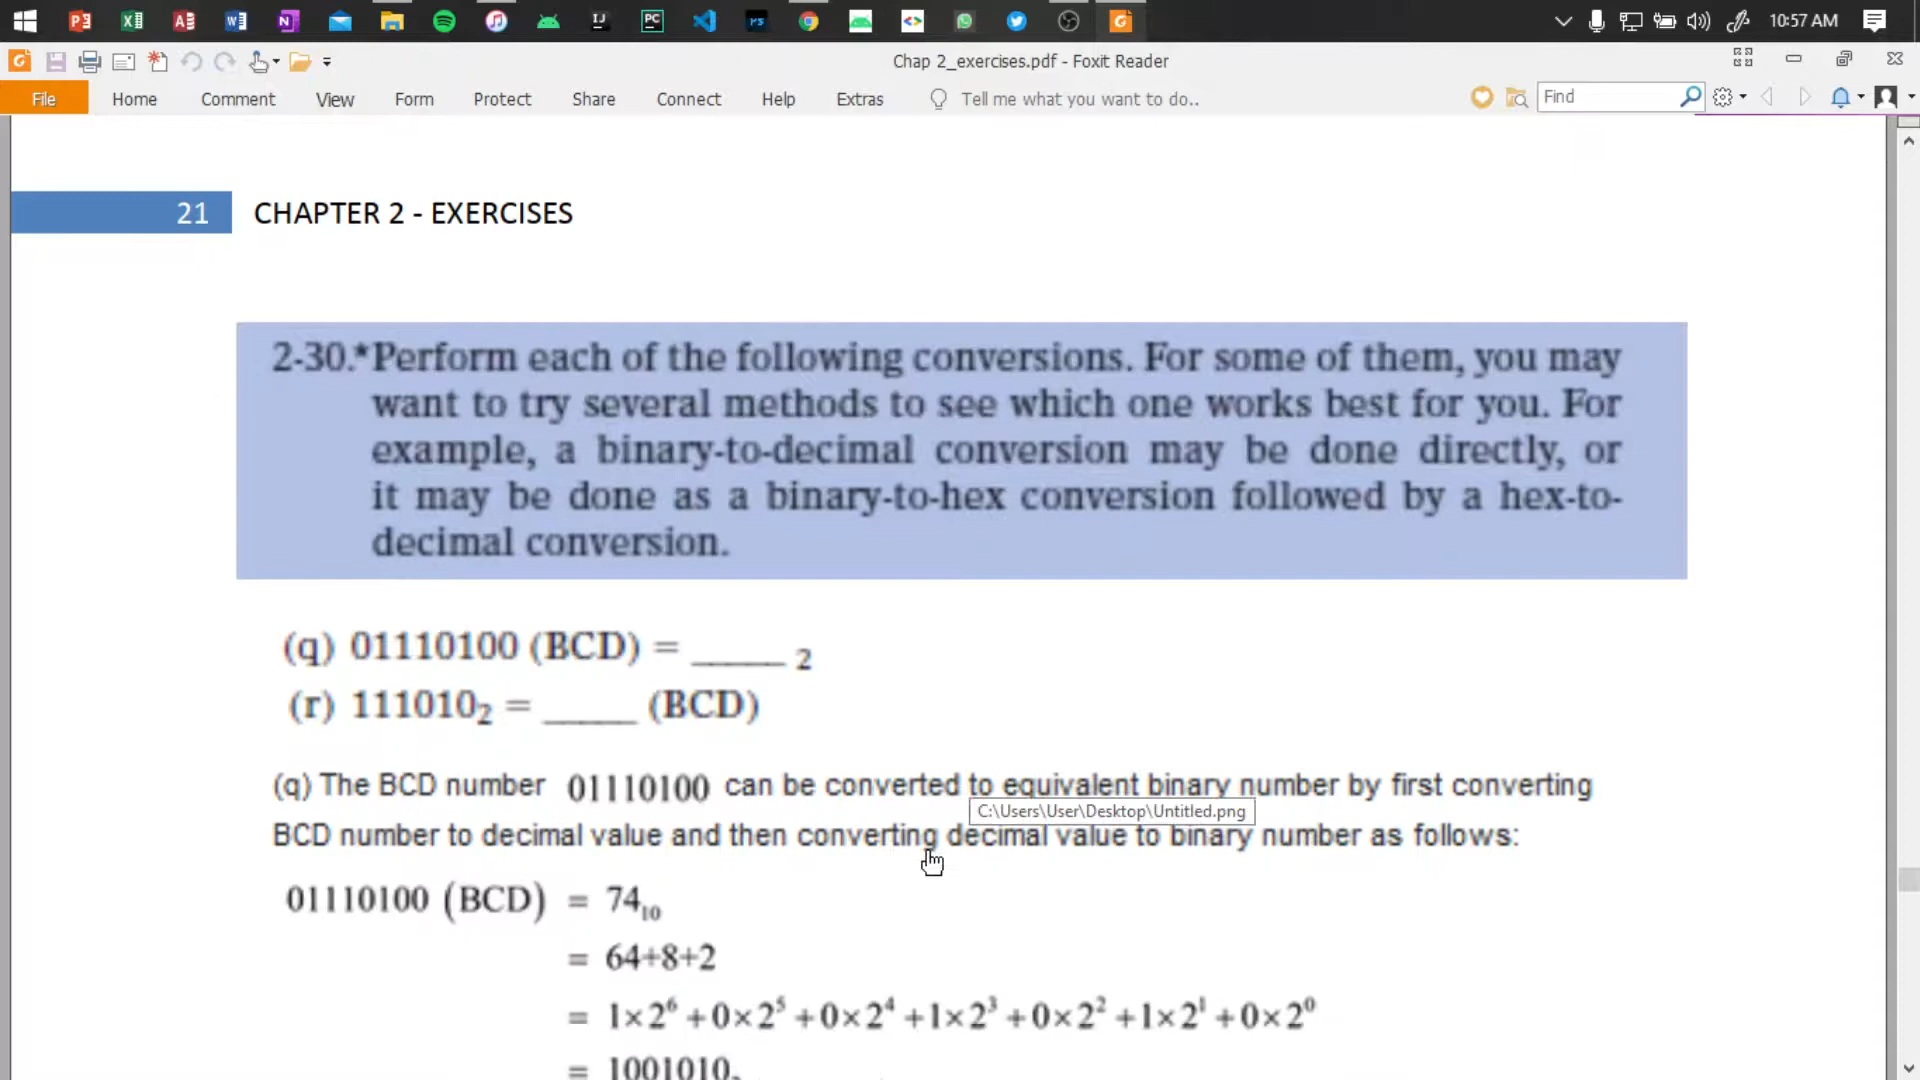 10:57 AM
Chap 2_exercises.pdf - Foxit Reader
File Home Comment View Form Protect Share Connect Help Extras Tell me what you want to do.. Find
21 CHAPTER 2 - EXERCISES
2-30.*Perform each of the following conversions. For some of them, you may
want to try several methods to see which one works best for you. For
example, a binary-to-decimal conversion may be done directly, or
it may be done as a binary-to-hex conversion followed by a hex-to-
decimal conversion.
(q) 01110100 (BCD) = _____ ₂
(r) 111010₂ = _____ (BCD)
(q) The BCD number 01110100 can be converted to equivalent binary number by first converting
C:\Users\User\Desktop\Untitled.png
BCD number to decimal value and then converting decimal value to binary number as follows:
01110100 (BCD) = 74₁₀
= 64+8+2
= 1×2⁶ +0×2⁵ +0×2⁴ +1×2³ +0×2² +1×2¹ +0×2⁰
= 1001010₂